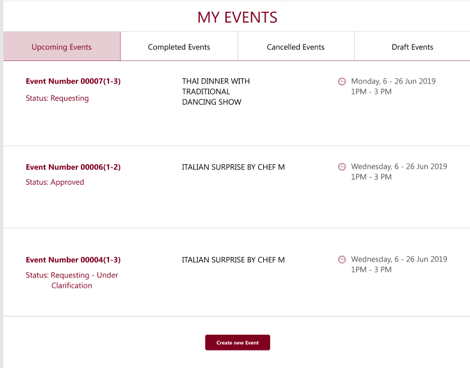 MY EVENTS
Upcoming Events
Completed Events
Cancelled Events
Draft Events
Event Number 00007(1-3)
Status: Requesting
THAI DINNER WITH
TRADITIONAL
DANCING SHOW
Monday, 6 - 26 Jun 2019
1PM - 3 PM
Event Number 00006(1-2)
Status: Approved
ITALIAN SURPRISE BY CHEF M
Wednesday, 6 - 26 Jun 2019
1PM - 3 PM
Event Number 00004(1-3)
Status: Requesting - Under
Clarification
ITALIAN SURPRISE BY CHEF M
Wednesday, 6 - 26 Jun 2019
1PM - 3 PM
Create new Event